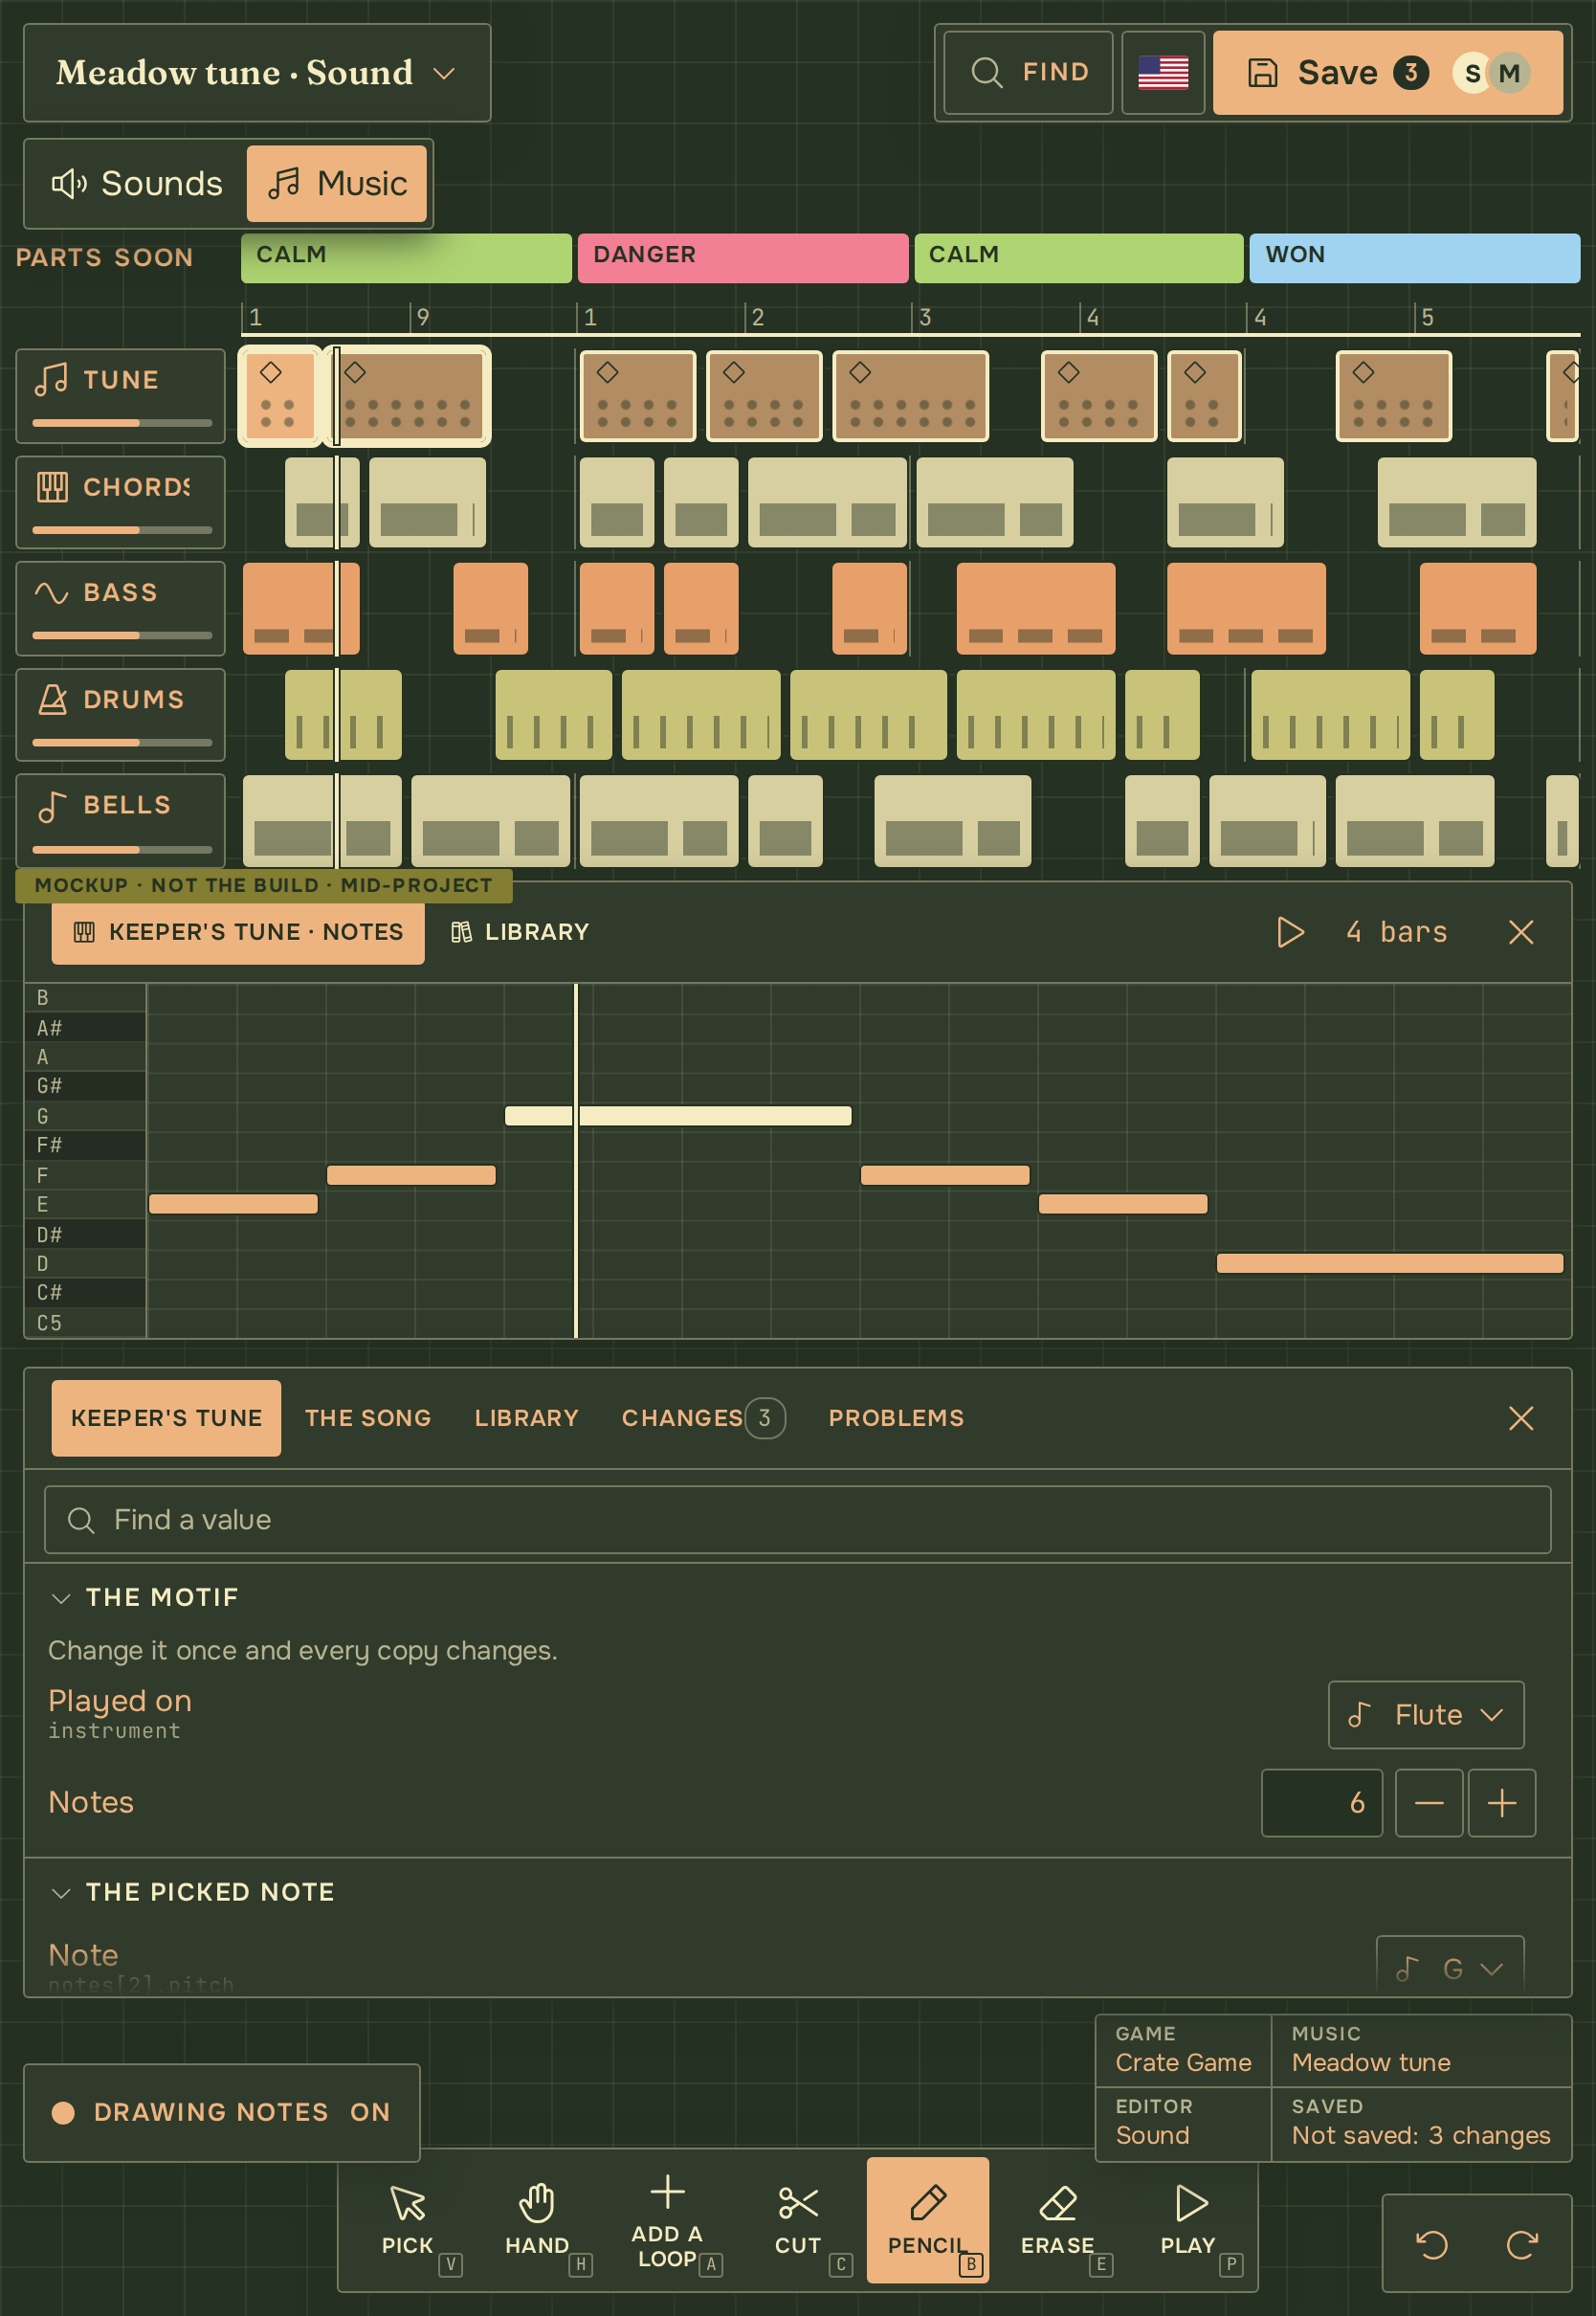 Meadow tune · Sound
FIND
Save 3 S M
Sounds
Music
PARTS SOON
CALM
DANGER
CALM
WON
1 9 1 2 3 4 4 5
TUNE
CHORDS
BASS
DRUMS
BELLS
MOCKUP · NOT THE BUILD · MID-PROJECT
KEEPER'S TUNE · NOTES
LIBRARY
4 bars
B
A#
A
G#
G
F#
F
E
D#
D
C#
C5
KEEPER'S TUNE
THE SONG
LIBRARY
CHANGES 3
PROBLEMS
Find a value
THE MOTIF
Change it once and every copy changes.
Played on
instrument
Flute
Notes
6
THE PICKED NOTE
Note
notes[2].pitch
G
GAME
Crate Game
MUSIC
Meadow tune
EDITOR
Sound
SAVED
Not saved: 3 changes
DRAWING NOTES ON
PICK V
HAND H
ADD A
LOOP A
CUT C
PENCIL B
ERASE E
PLAY P